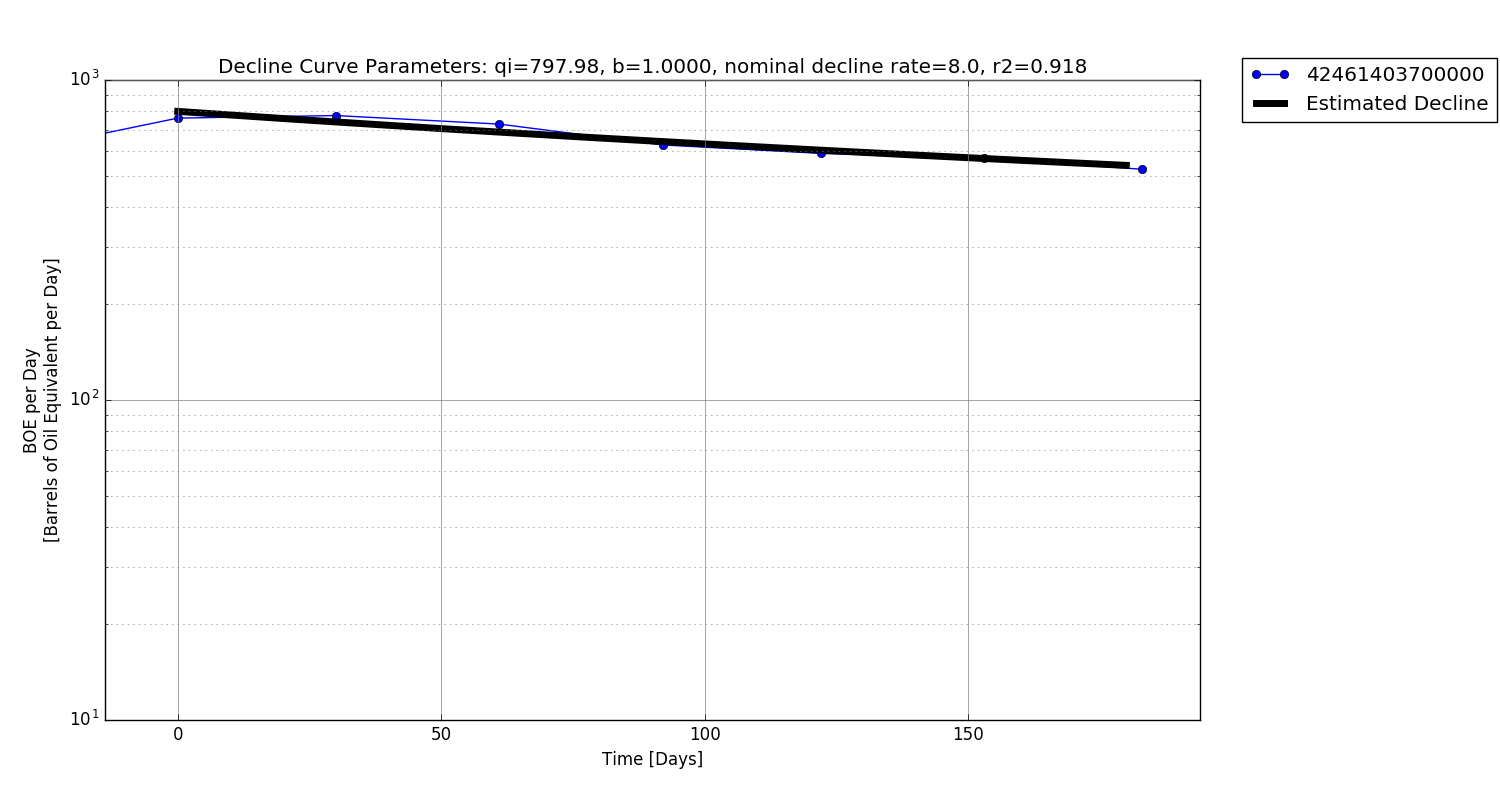 Decline Curve Parameters: qi=797.98, b=1.0000, nominal decline rate=8.0, r2=0.918
42461403700000
Estimated Decline
10³
10²
10¹
BOE per Day
[Barrels of Oil Equivalent per Day]
0 50 100 150
Time [Days]